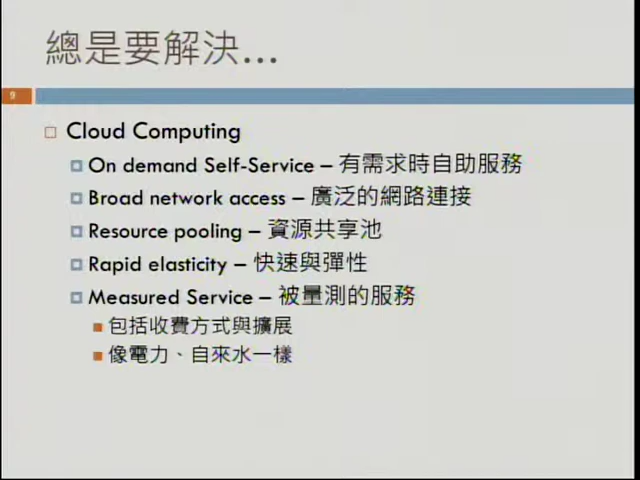 總是要解決...
9
Cloud Computing
On demand Self-Service – 有需求時自助服務
Broad network access – 廣泛的網路連接
Resource pooling – 資源共享池
Rapid elasticity – 快速與彈性
Measured Service – 被量測的服務
包括收費方式與擴展
像電力、自來水一樣